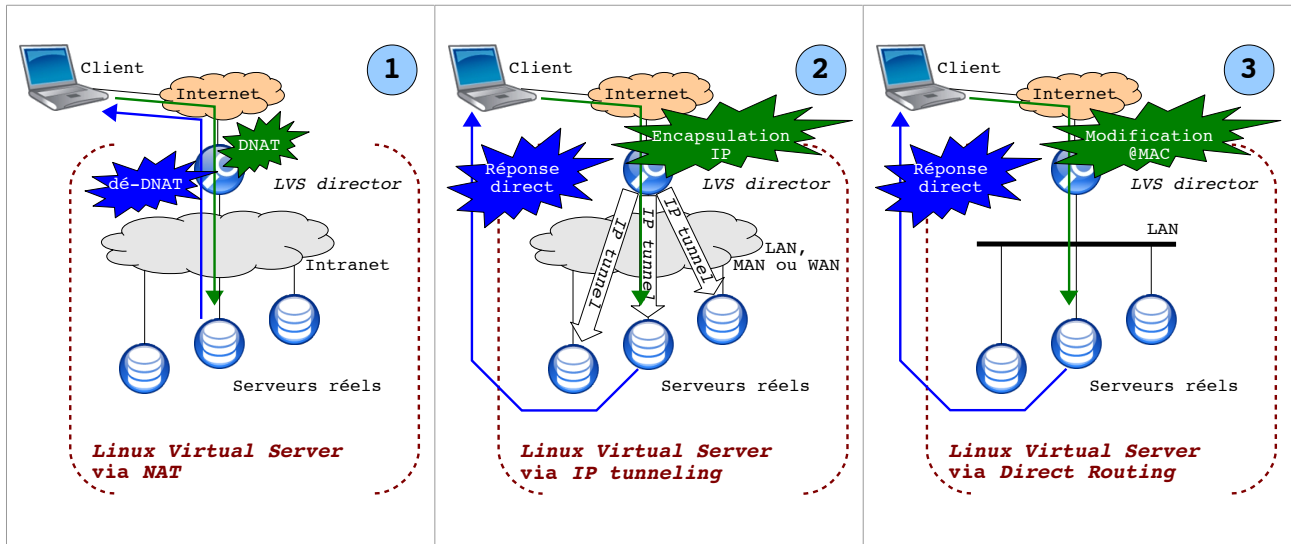 1
Client
Internet
DNAT
dé-DNAT
LVS director
Intranet
Serveurs réels
Linux Virtual Server
via NAT
2
Client
Internet
Encapsulation
IP
Réponse
direct
LVS director
IP tunnel
IP tunnel
IP tunnel
LAN,
MAN ou WAN
Serveurs réels
Linux Virtual Server
via IP tunneling
3
Client
Internet
Modification
@MAC
Réponse
direct
LVS director
LAN
Serveurs réels
Linux Virtual Server
via Direct Routing